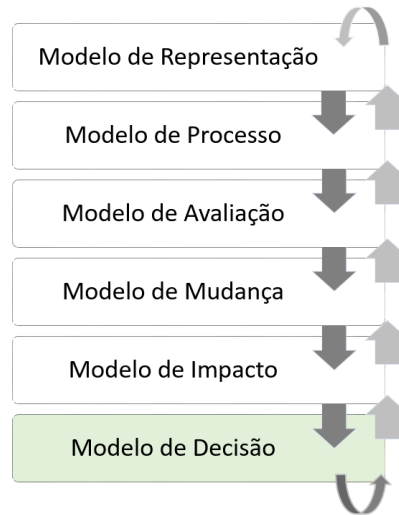 Modelo de Representação
Modelo de Processo
Modelo de Avaliação
Modelo de Mudança
Modelo de Impacto
Modelo de Decisão